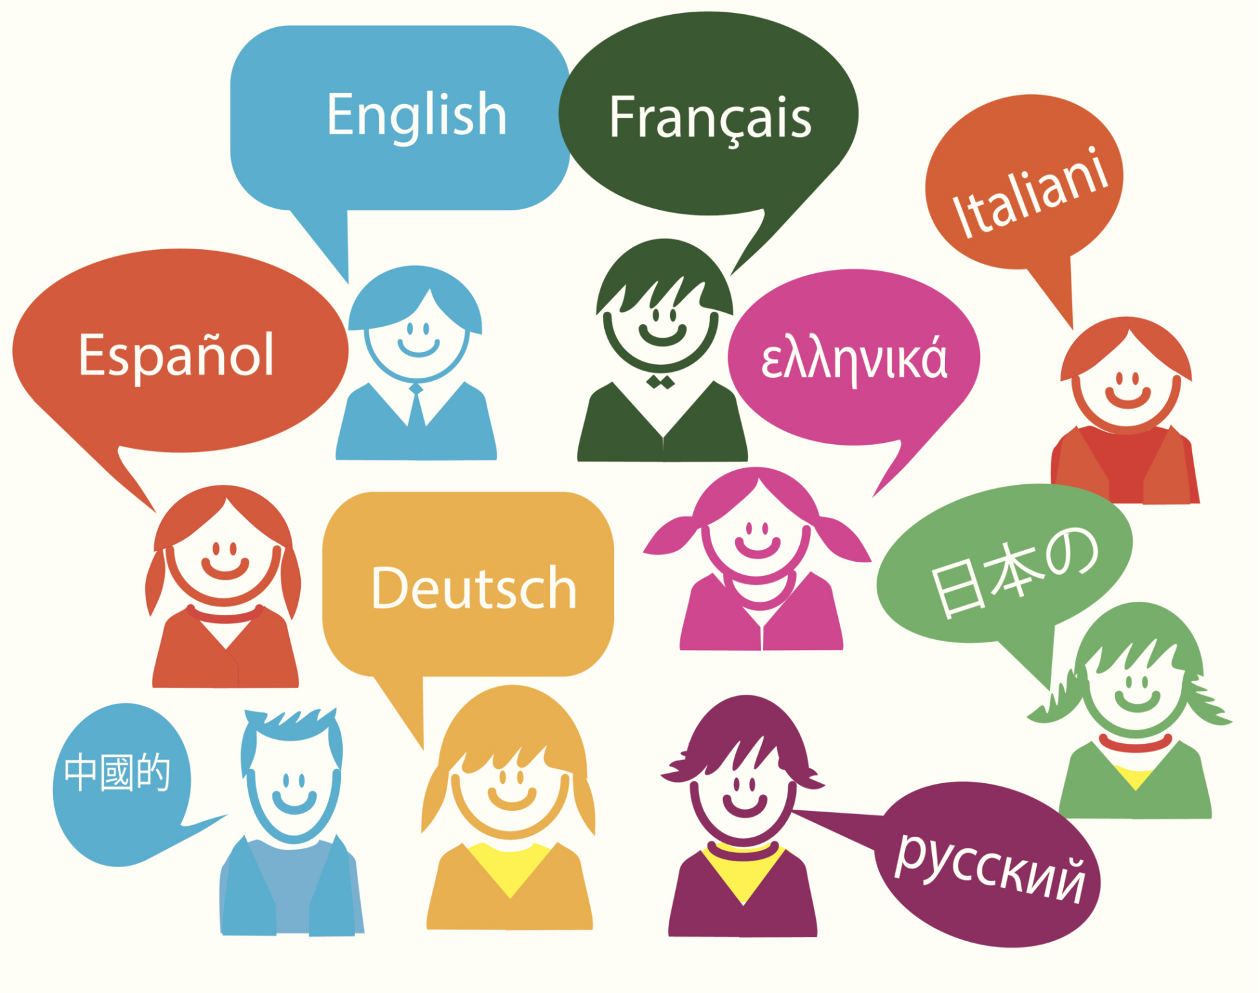 English
Français
Italiani
Español
ελληνικά
Deutsch
日本の
中國的
русский